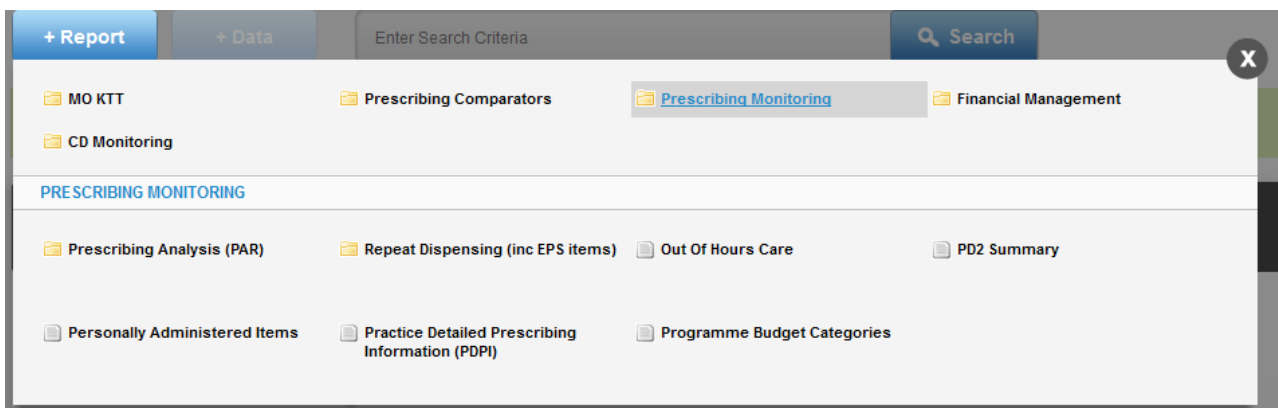 + Report
+ Data
Enter Search Criteria
Search
X
MO KTT
Prescribing Comparators
Prescribing Monitoring
Financial Management
CD Monitoring
PRESCRIBING MONITORING
Prescribing Analysis (PAR)
Repeat Dispensing (inc EPS items)
Out Of Hours Care
PD2 Summary
Personally Administered Items
Practice Detailed Prescribing
Information (PDPI)
Programme Budget Categories